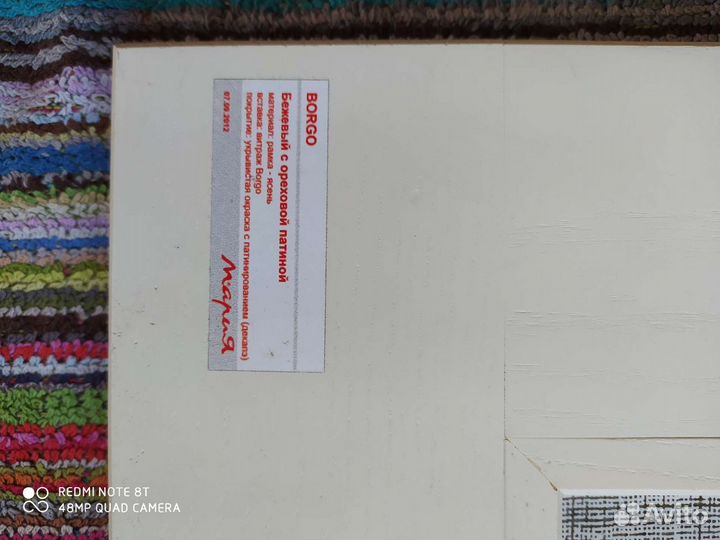 BORGO
Бежевый с ореховой патиной
материал: рамка - ясень
вставка: витраж Borgo
покрытие: укрывистая окраска с патинированием (декапэ)
07.09.2012
Мария
REDMI NOTE 8T
48MP QUAD CAMERA
Avito